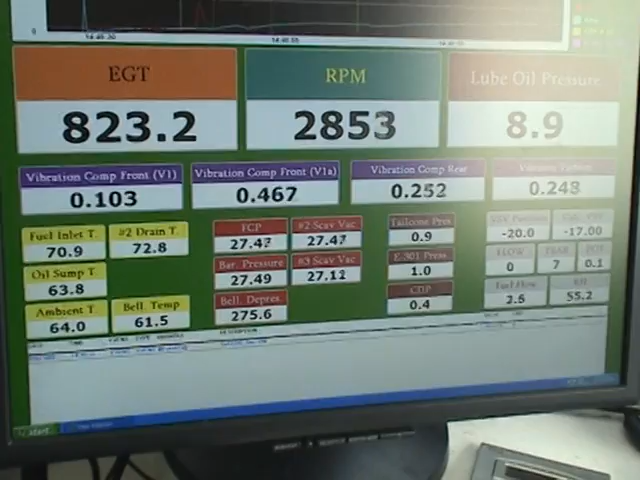 0
EGT RPM Lube Oil Pressure
823.2 2853 8.9
Vibration Comp Front (V1) Vibration Comp Front (V1a) Vibration Comp Rear Vibration
0.103 0.467 0.252 0.248
Fuel Inlet T. #2 Drain T.
70.9 72.8
Oil Sump T
63.8
Ambient T. Bell. Temp
64.0 61.5
FCP #2 Scav Vac
27.47 27.47
Bar. Pressure #3 Scav Vac
27.49 27.12
Bell. Depres.
275.6
Tailcone Pres
0.9
E-301 Press
1.0
CDP
0.4
-20.0 -17.00
FLOW
0 7 0.1
Fuel Flow
2.6 55.2
start